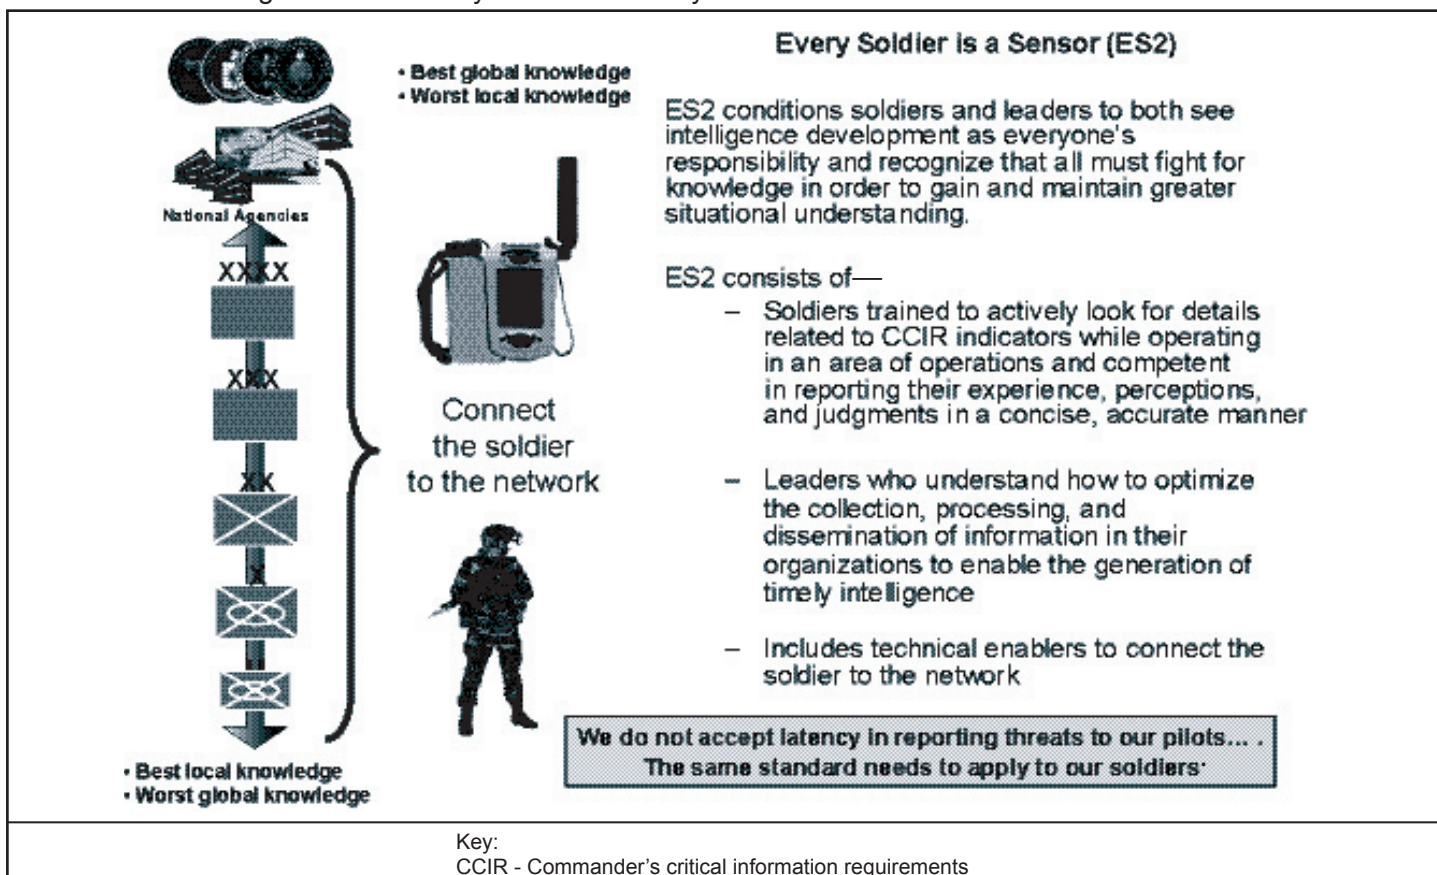 Every Soldier is a Sensor (ES2)
• Best global knowledge
• Worst local knowledge
ES2 conditions soldiers and leaders to both see
intelligence development as everyone's
responsibility and recognize that all must fight for
knowledge in order to gain and maintain greater
situational understanding.
National Agencies
XXXX
XXX
XX
X
Connect
the soldier
to the network
ES2 consists of—
– Soldiers trained to actively look for details
related to CCIR indicators while operating
in an area of operations and competent
in reporting their experience, perceptions,
and judgments in a concise, accurate manner
– Leaders who understand how to optimize
the collection, processing, and
dissemination of information in their
organizations to enable the generation of
timely intelligence
– Includes technical enablers to connect the
soldier to the network
We do not accept latency in reporting threats to our pilots... .
The same standard needs to apply to our soldiers.
• Best local knowledge
• Worst global knowledge
Key:
CCIR - Commander's critical information requirements